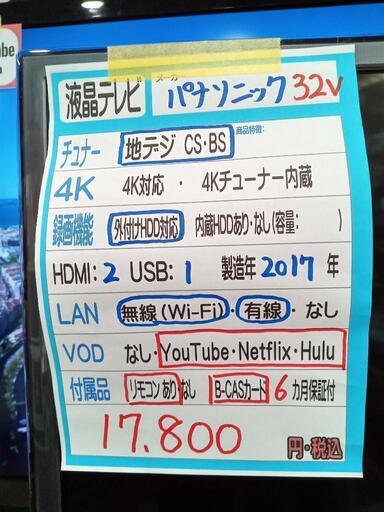 液晶テレビ メーカー パナソニック 32V
商品特徴:
チューナー 地デジ CS・BS
4K 4K対応 ・ 4Kチューナー内蔵
録画機能 外付けHDD対応 内蔵HDDあり・なし(容量: )
HDMI: 2 USB: 1 製造年 2017 年
LAN 無線(Wi-Fi)・有線・なし
VOD なし・YouTube・Netflix・Hulu
付属品 リモコン あり なし B-CASカード 6 カ月保証付
17.800 円・税込